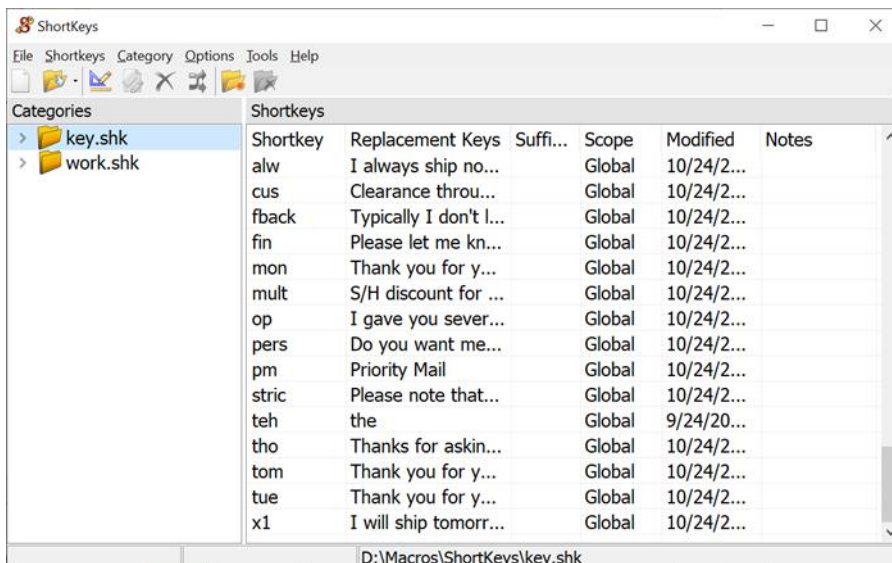 ShortKeys
File Shortkeys Category Options Tools Help
Categories
key.shk
work.shk
Shortkeys
Shortkey Replacement Keys Suffi... Scope Modified Notes
alw I always ship no... Global 10/24/2...
cus Clearance throu... Global 10/24/2...
fback Typically I don't l... Global 10/24/2...
fin Please let me kn... Global 10/24/2...
mon Thank you for y... Global 10/24/2...
mult S/H discount for ... Global 10/24/2...
op I gave you sever... Global 10/24/2...
pers Do you want me... Global 10/24/2...
pm Priority Mail Global 10/24/2...
stric Please note that... Global 10/24/2...
teh the Global 9/24/20...
tho Thanks for askin... Global 10/24/2...
tom Thank you for y... Global 10/24/2...
tue Thank you for y... Global 10/24/2...
x1 I will ship tomorr... Global 10/24/2...
D:\Macros\ShortKeys\key.shk